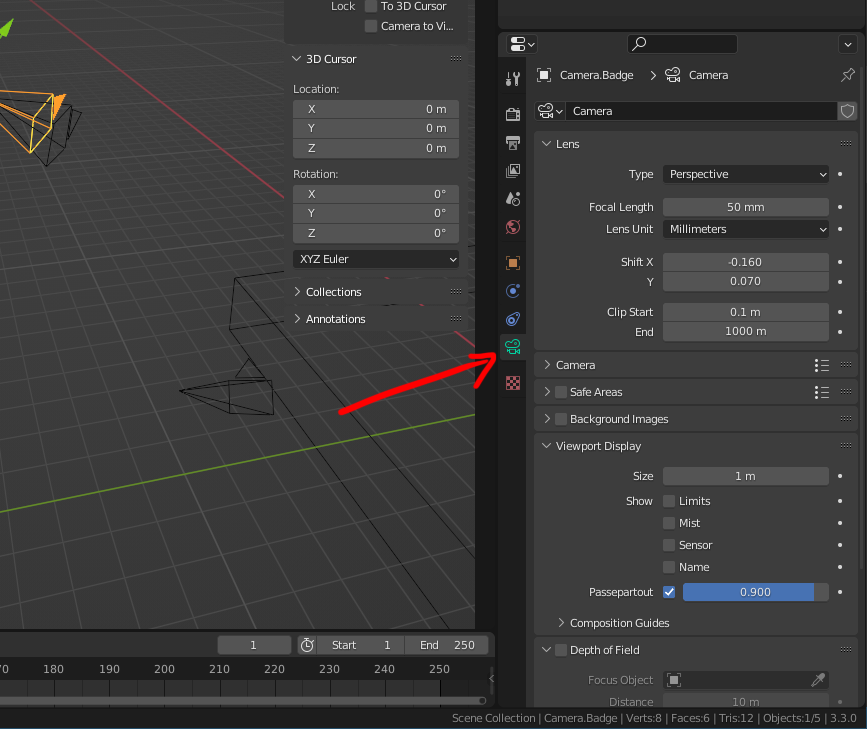 Lock To 3D Cursor
Camera to Vi...
3D Cursor
Location:
X 0 m
Y 0 m
Z 0 m
Rotation:
X 0°
Y 0°
Z 0°
XYZ Euler
Collections
Annotations
1 Start 1 End 250
70 180 190 200 210 220 230 240 250
Camera.Badge > Camera
Camera
Lens
Type Perspective
Focal Length 50 mm
Lens Unit Millimeters
Shift X -0.160
Y 0.070
Clip Start 0.1 m
End 1000 m
Camera
Safe Areas
Background Images
Viewport Display
Size 1 m
Show Limits
Mist
Sensor
Name
Passepartout 0.900
Composition Guides
Depth of Field
Focus Object
Distance 10 m
Scene Collection | Camera.Badge | Verts:8 | Faces:6 | Tris:12 | Objects:1/5 | 3.3.0